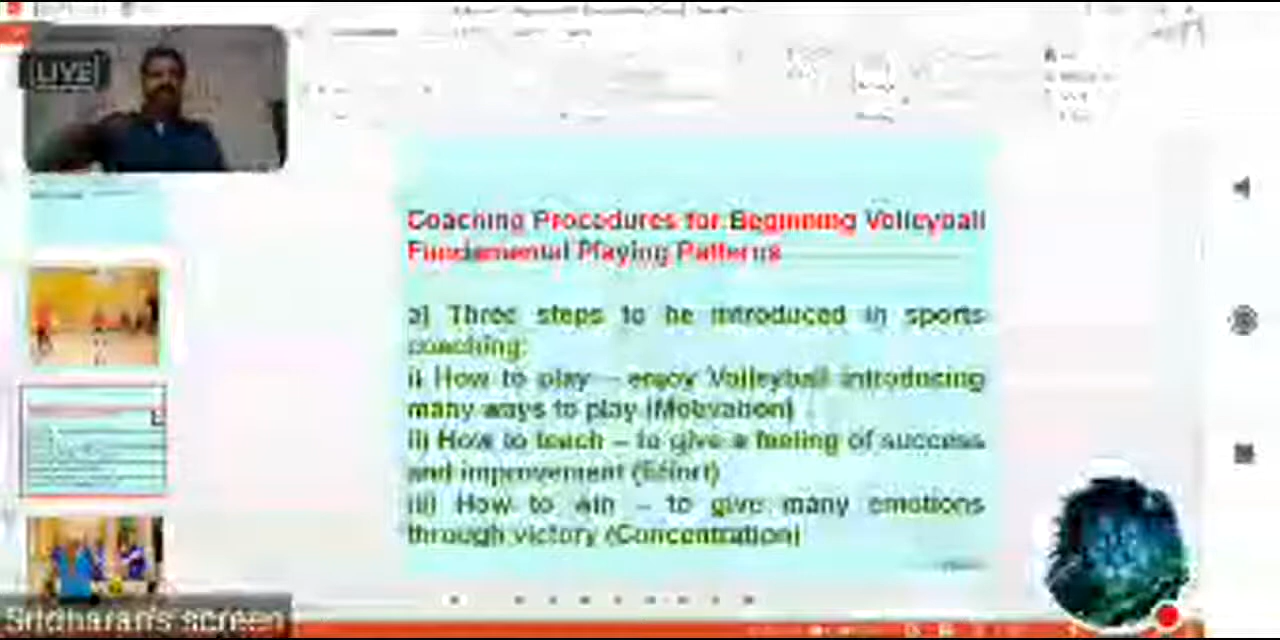 LIVE
Coaching Procedures for Beginning Volleyball
Fundamental Playing Patterns
a) Three steps to be introduced in sports
coaching:
i) How to play – enjoy Volleyball introducing
many ways to play (Motivation)
ii) How to teach – to give a feeling of success
and improvement (Effort)
iii) How to win – to give many emotions
through victory (Concentration)
Sridharan's screen